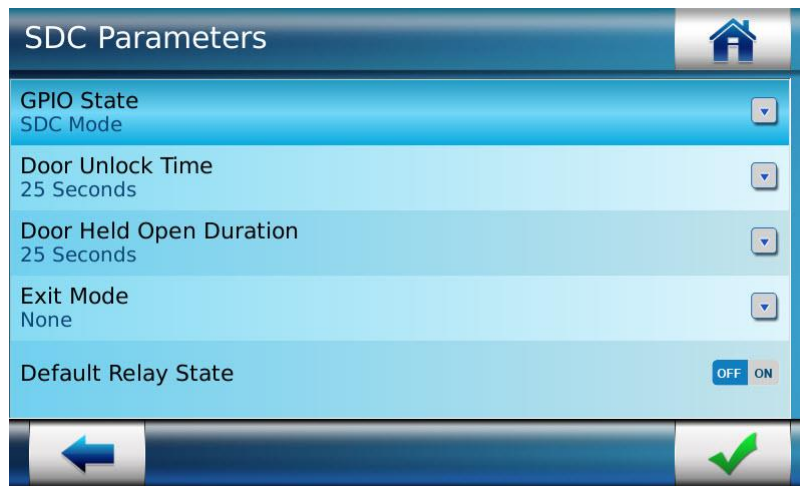 SDC Parameters
GPIO State
SDC Mode
Door Unlock Time
25 Seconds
Door Held Open Duration
25 Seconds
Exit Mode
None
Default Relay State
OFF ON